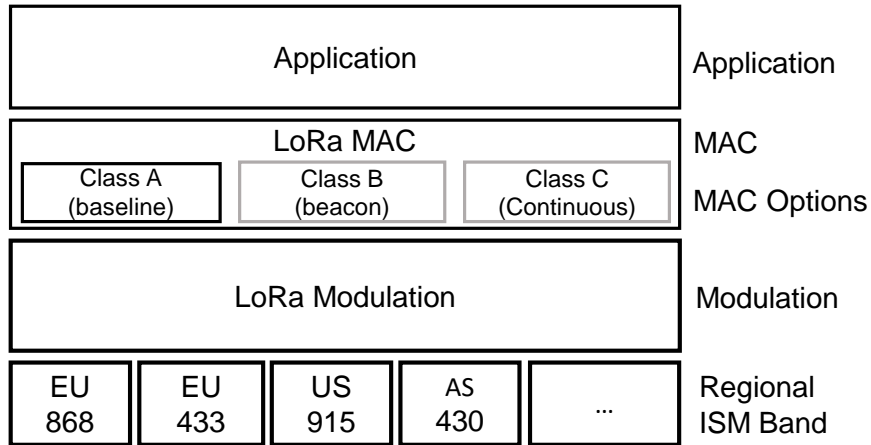 Application
Application
LoRa MAC
MAC
Class A
(baseline)
Class B
(beacon)
Class C
(Continuous)
MAC Options
LoRa Modulation
Modulation
EU
868
EU
433
US
915
AS
430
...
Regional
ISM Band